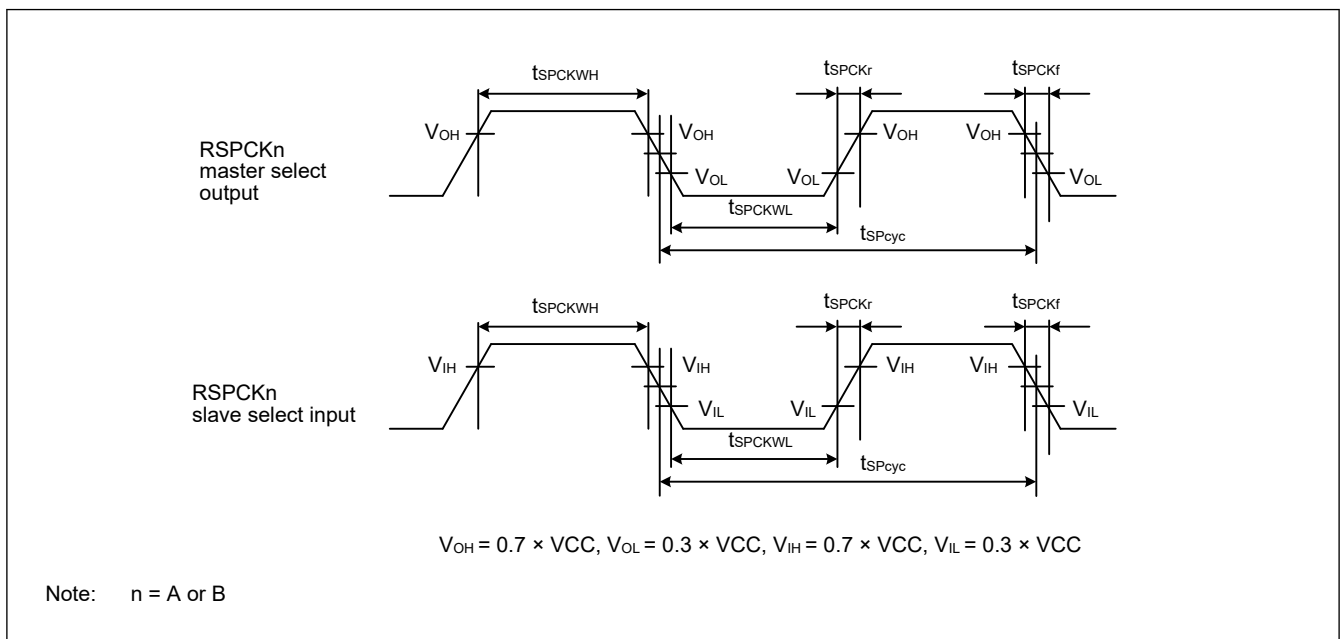 tSPCKWH tSPCKr tSPCKf
VOH VOH VOH VOH
RSPCKn
master select
output
VOL VOL VOL
tSPCKWL
tSPcyc
tSPCKWH tSPCKr tSPCKf
VIH VIH VIH VIH
RSPCKn
slave select input
VIL VIL VIL
tSPCKWL
tSPcyc
VOH = 0.7 × VCC, VOL = 0.3 × VCC, VIH = 0.7 × VCC, VIL = 0.3 × VCC
Note: n = A or B